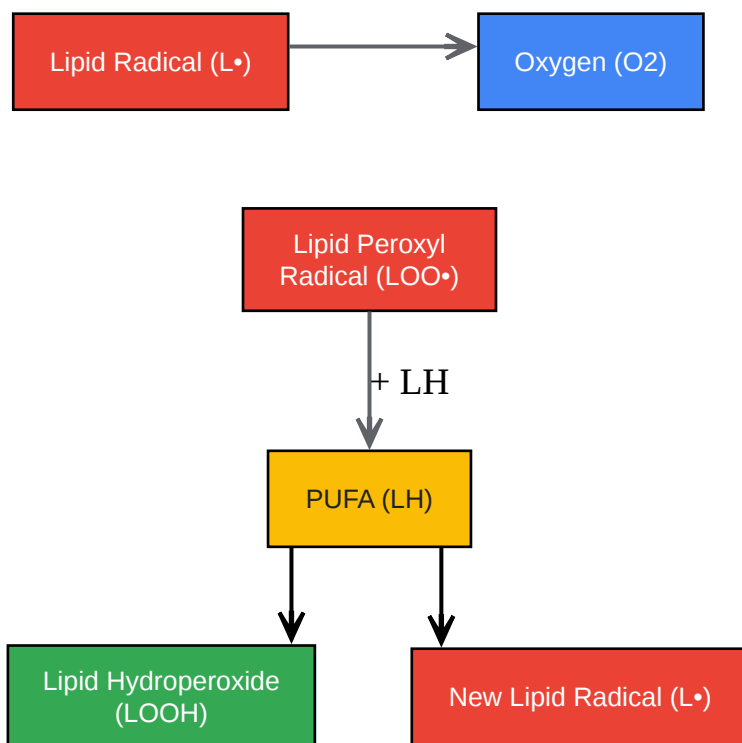 Lipid Radical (L•)
Oxygen (O2)
Lipid Peroxyl
Radical (LOO•)
+ LH
PUFA (LH)
Lipid Hydroperoxide
(LOOH)
New Lipid Radical (L•)